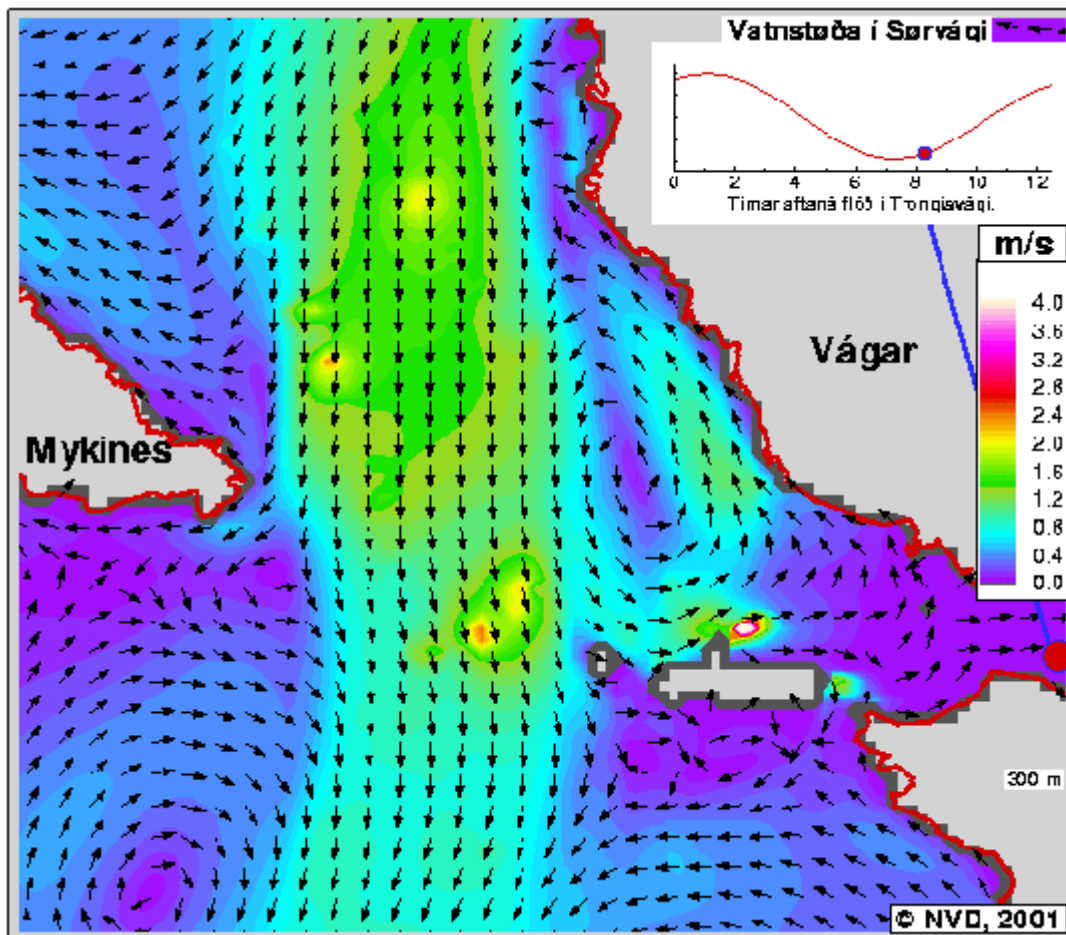 Vatnstøða í Sørvági
0 2 4 6 8 10 12
Tímar aftaná flóð í Trongisvági.
m/s
4.0
3.6
3.2
2.8
2.4
2.0
1.6
1.2
0.8
0.4
0.0
Vágar
Mykines
300 m
© NVD, 2001